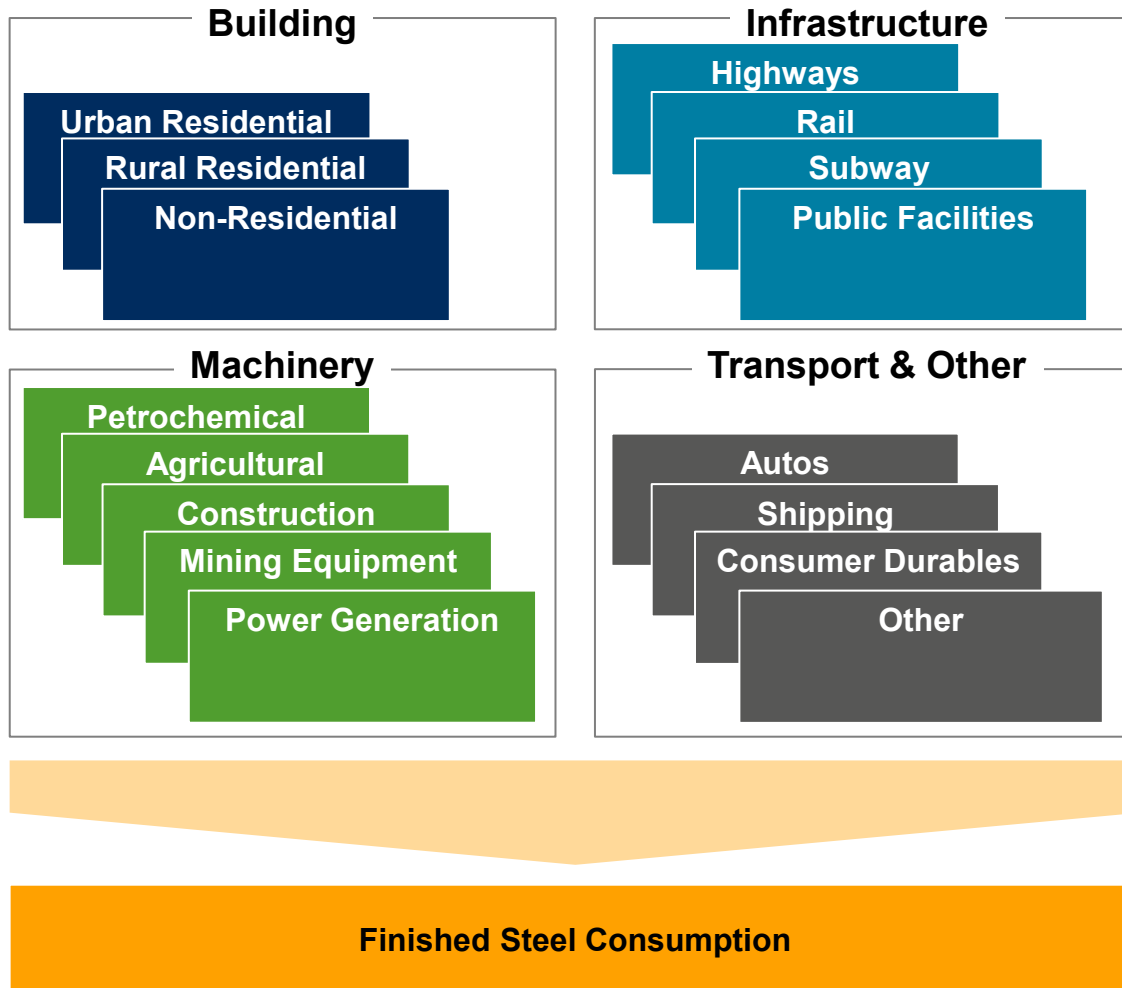 Building
Urban Residential
Rural Residential
Non-Residential
Infrastructure
Highways
Rail
Subway
Public Facilities
Machinery
Petrochemical
Agricultural
Construction
Mining Equipment
Power Generation
Transport & Other
Autos
Shipping
Consumer Durables
Other
Finished Steel Consumption